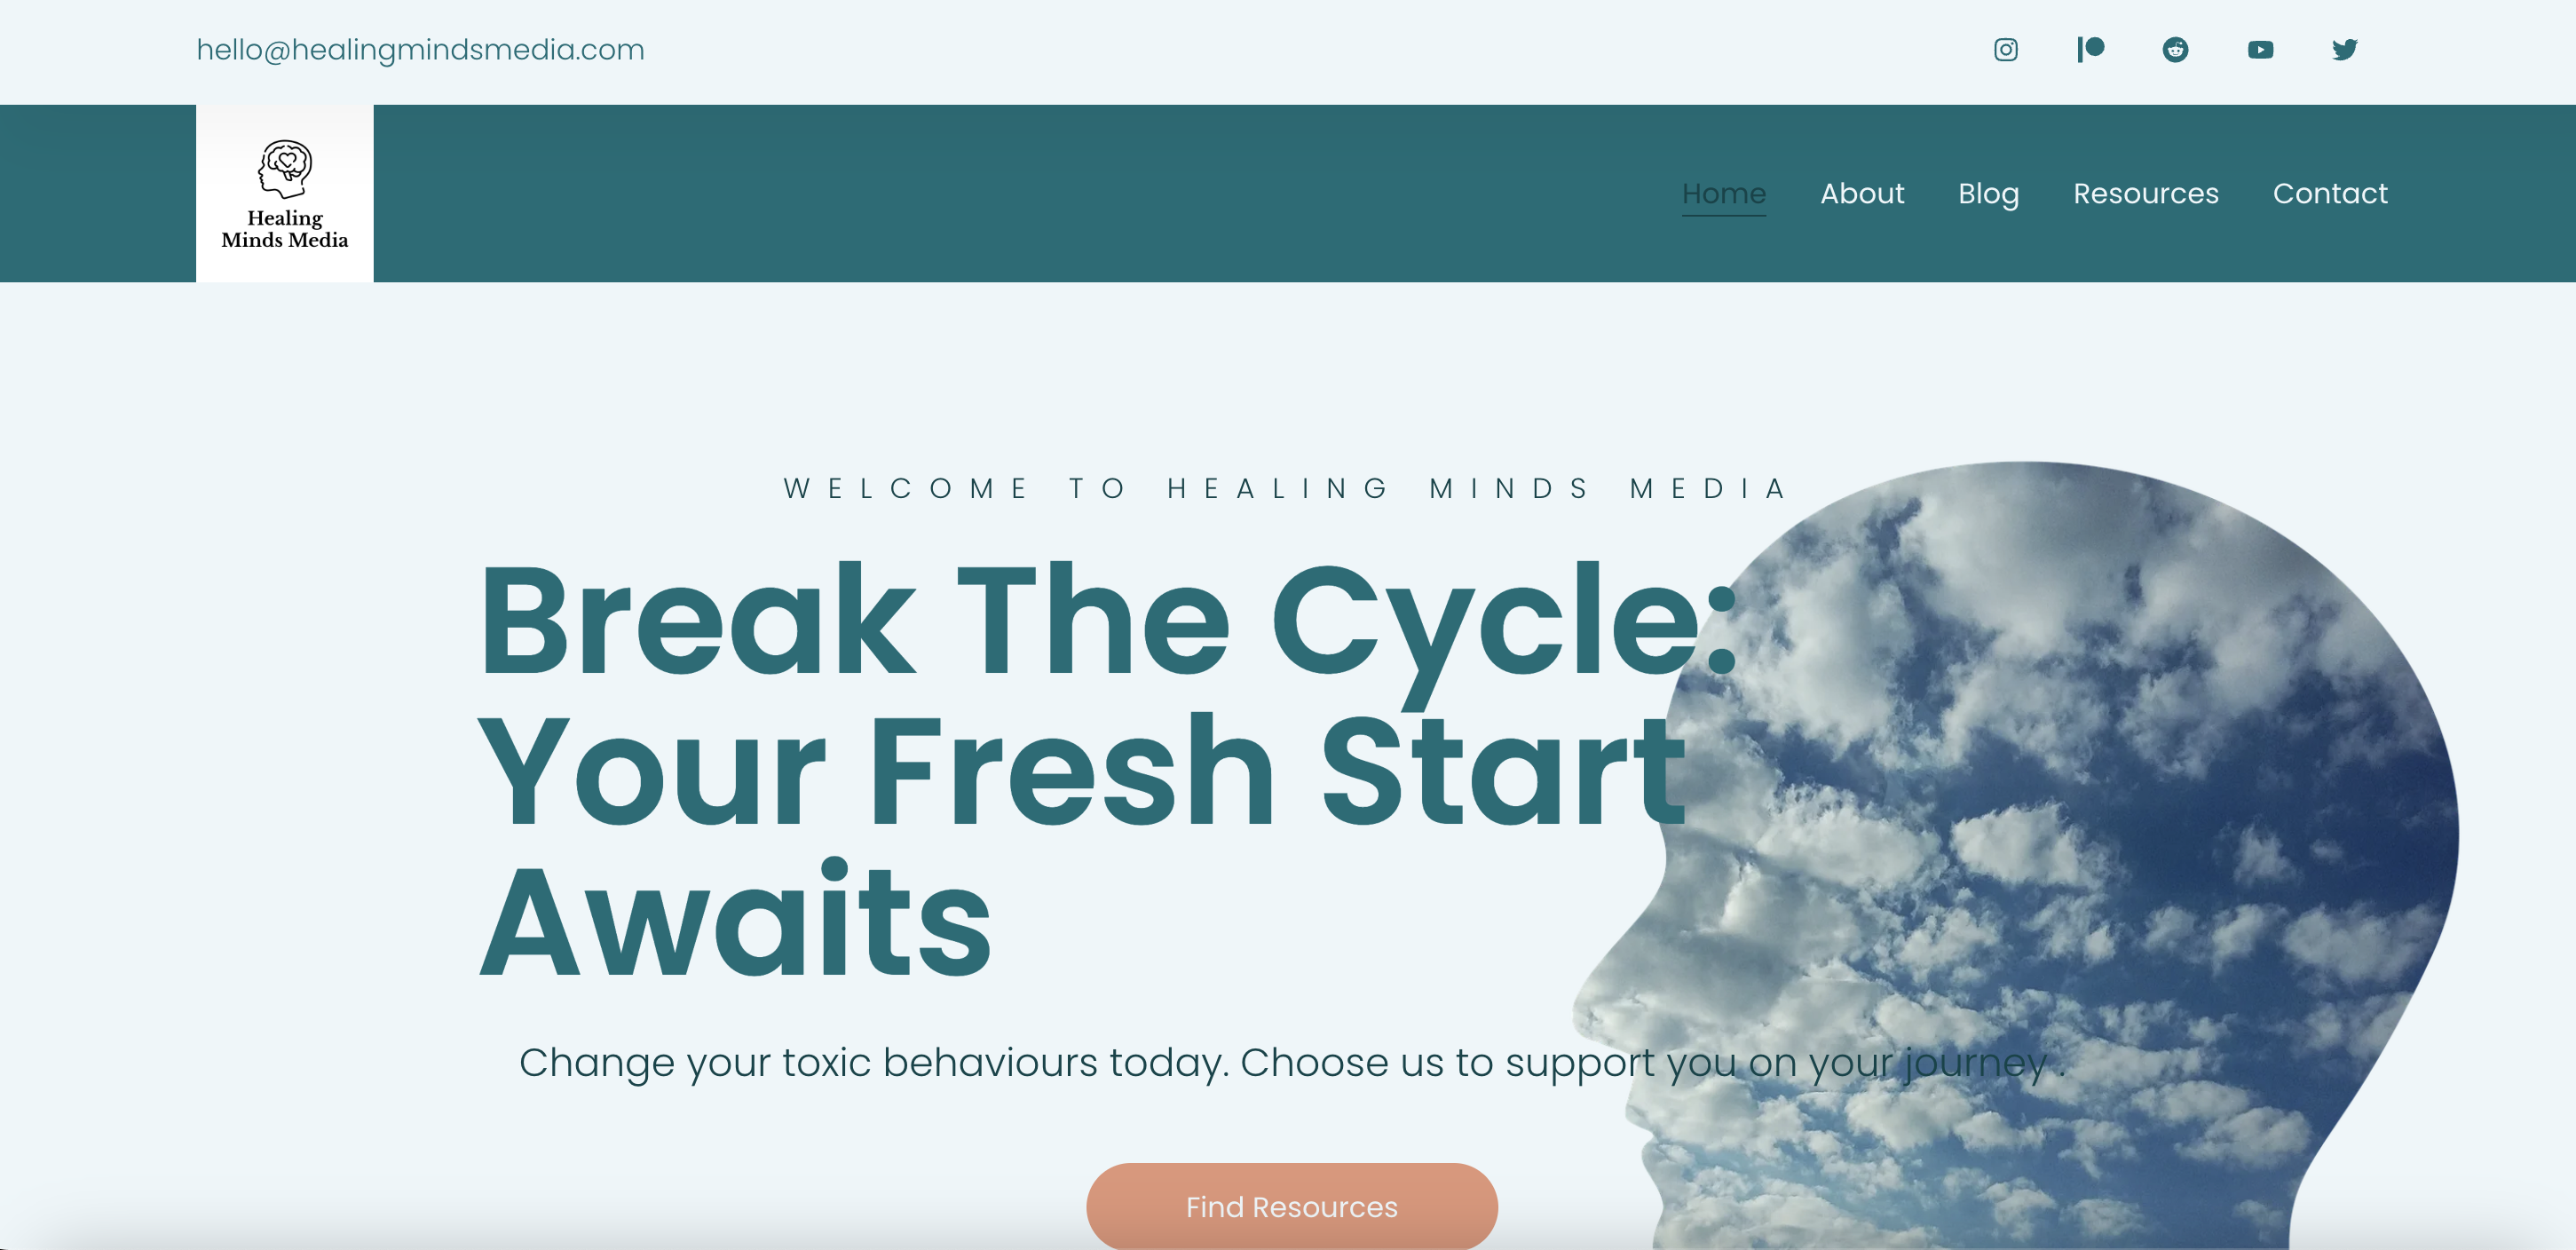 hello@healingmindsmedia.com
Healing
Minds Media
Home About Blog Resources Contact
WELCOME TO HEALING MINDS MEDIA
Break The Cycle:
Your Fresh Start
Awaits
Change your toxic behaviours today. Choose us to support you on your journey .
Find Resources